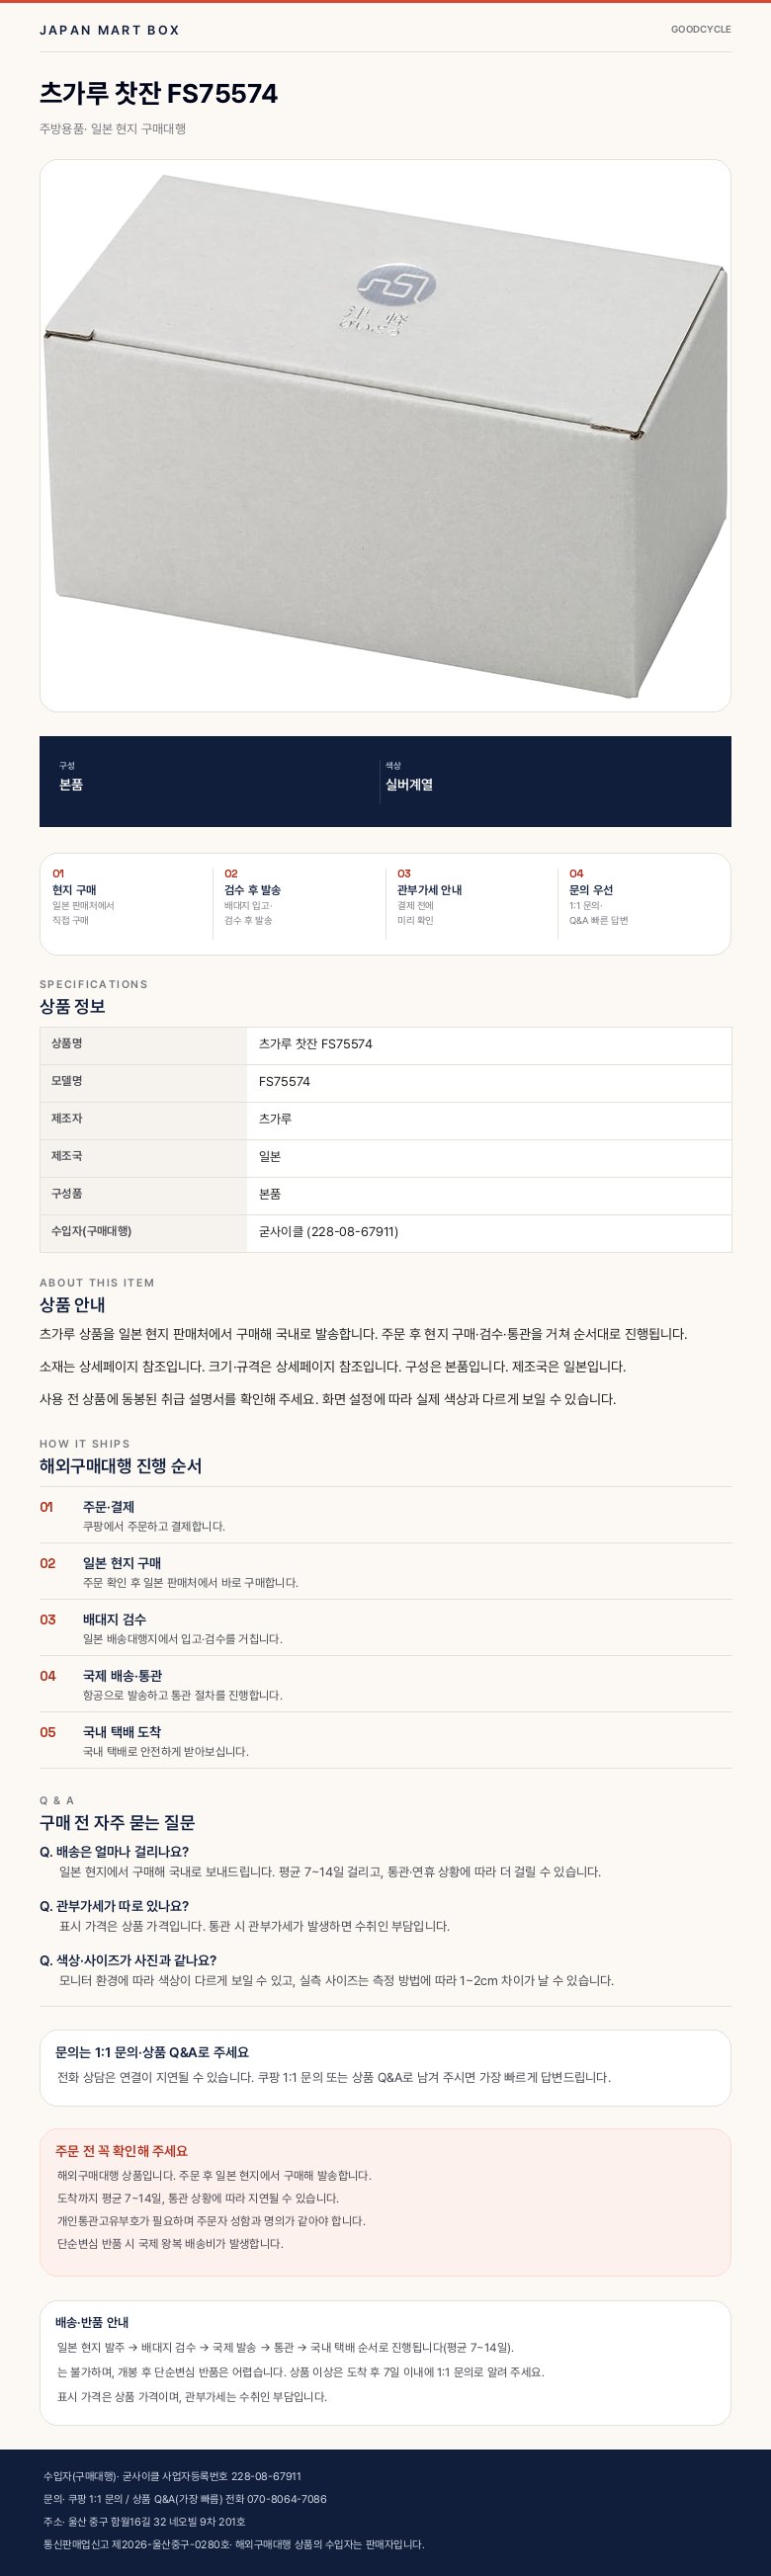 JAPAN MART BOX
GOODCYCLE
츠가루 찻잔 FS75574
주방용품· 일본 현지 구매대행
津軽
구성
본품
색상
실버계열
01
현지 구매
일본 판매처에서
직접 구매
02
검수 후 발송
배대지 입고·
검수 후 발송
03
관부가세 안내
결제 전에
미리 확인
04
문의 우선
1:1 문의·
Q&A 빠른 답변
SPECIFICATIONS
상품 정보
상품명 츠가루 찻잔 FS75574
모델명 FS75574
제조자 츠가루
제조국 일본
구성품 본품
수입자(구매대행) 굳사이클 (228-08-67911)
ABOUT THIS ITEM
상품 안내
츠가루 상품을 일본 현지 판매처에서 구매해 국내로 발송합니다. 주문 후 현지 구매·검수·통관을 거쳐 순서대로 진행됩니다.
소재는 상세페이지 참조입니다. 크기·규격은 상세페이지 참조입니다. 구성은 본품입니다. 제조국은 일본입니다.
사용 전 상품에 동봉된 취급 설명서를 확인해 주세요. 화면 설정에 따라 실제 색상과 다르게 보일 수 있습니다.
HOW IT SHIPS
해외구매대행 진행 순서
01 주문·결제
쿠팡에서 주문하고 결제합니다.
02 일본 현지 구매
주문 확인 후 일본 판매처에서 바로 구매합니다.
03 배대지 검수
일본 배송대행지에서 입고·검수를 거칩니다.
04 국제 배송·통관
항공으로 발송하고 통관 절차를 진행합니다.
05 국내 택배 도착
국내 택배로 안전하게 받아보십니다.
Q & A
구매 전 자주 묻는 질문
Q. 배송은 얼마나 걸리나요?
일본 현지에서 구매해 국내로 보내드립니다. 평균 7~14일 걸리고, 통관·연휴 상황에 따라 더 걸릴 수 있습니다.
Q. 관부가세가 따로 있나요?
표시 가격은 상품 가격입니다. 통관 시 관부가세가 발생하면 수취인 부담입니다.
Q. 색상·사이즈가 사진과 같나요?
모니터 환경에 따라 색상이 다르게 보일 수 있고, 실측 사이즈는 측정 방법에 따라 1~2cm 차이가 날 수 있습니다.
문의는 1:1 문의·상품 Q&A로 주세요
전화 상담은 연결이 지연될 수 있습니다. 쿠팡 1:1 문의 또는 상품 Q&A로 남겨 주시면 가장 빠르게 답변드립니다.
주문 전 꼭 확인해 주세요
해외구매대행 상품입니다. 주문 후 일본 현지에서 구매해 발송합니다.
도착까지 평균 7~14일, 통관 상황에 따라 지연될 수 있습니다.
개인통관고유부호가 필요하며 주문자 성함과 명의가 같아야 합니다.
단순변심 반품 시 국제 왕복 배송비가 발생합니다.
배송·반품 안내
일본 현지 발주 → 배대지 검수 → 국제 발송 → 통관 → 국내 택배 순서로 진행됩니다(평균 7~14일).
는 불가하며, 개봉 후 단순변심 반품은 어렵습니다. 상품 이상은 도착 후 7일 이내에 1:1 문의로 알려 주세요.
표시 가격은 상품 가격이며, 관부가세는 수취인 부담입니다.
수입자(구매대행)· 굳사이클 사업자등록번호 228-08-67911
문의· 쿠팡 1:1 문의 / 상품 Q&A(가장 빠름) 전화 070-8064-7086
주소· 울산 중구 함월16길 32 네오빌 9차 201호
통신판매업신고 제2026-울산중구-0280호· 해외구매대행 상품의 수입자는 판매자입니다.